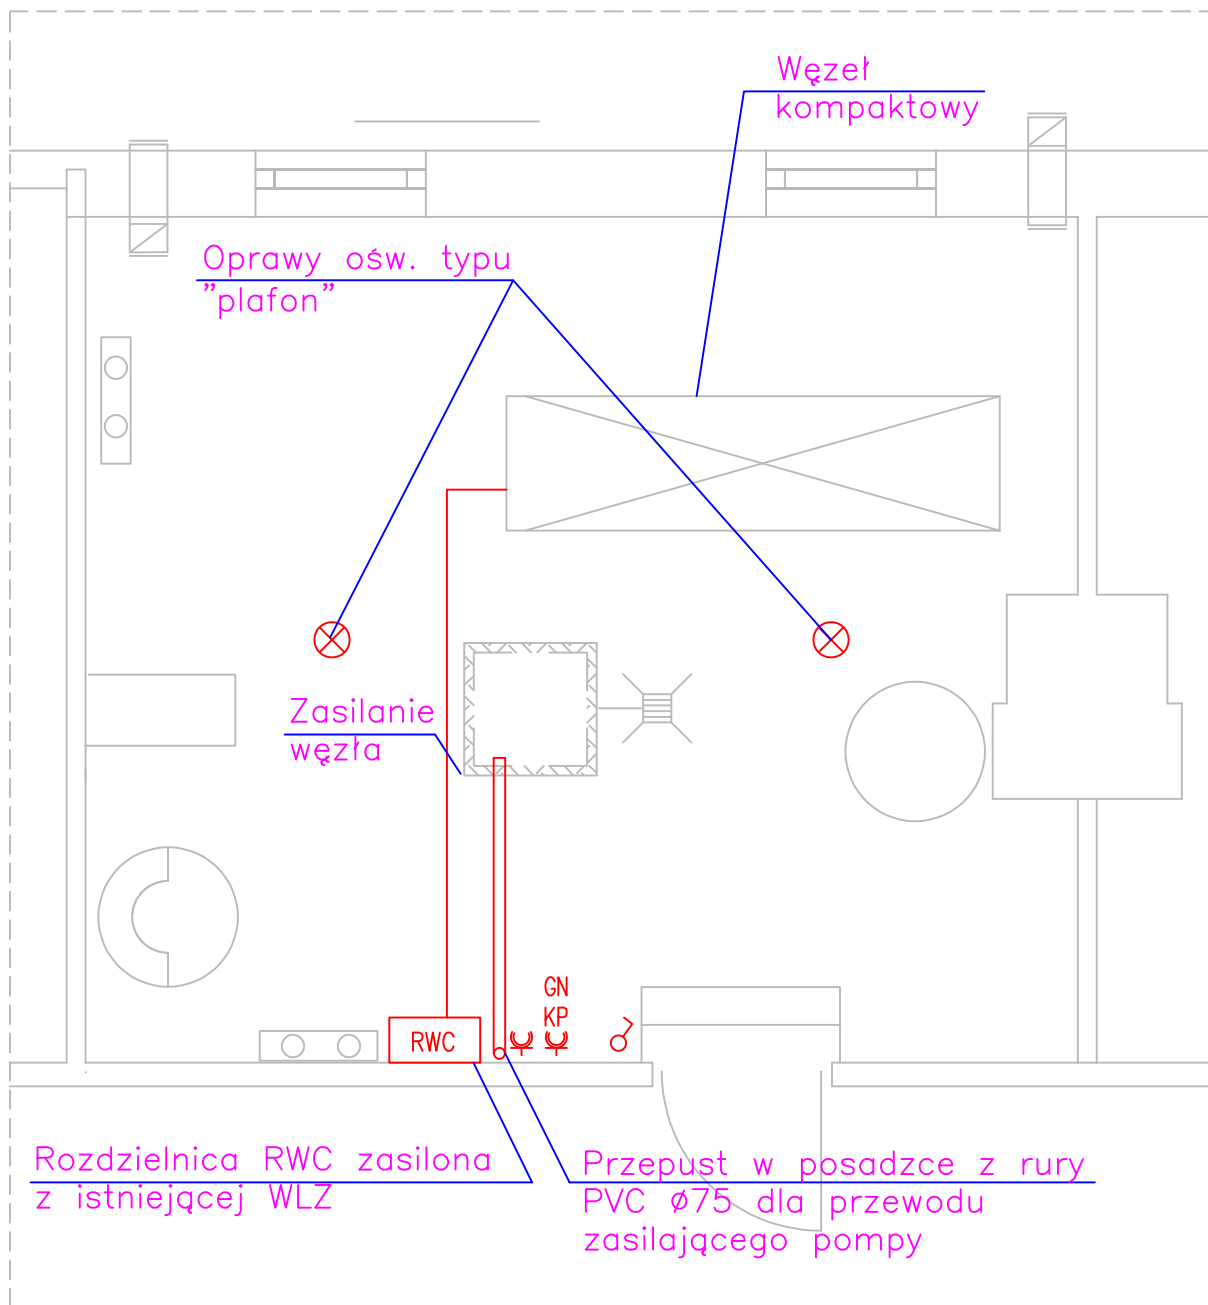 Węzeł
kompaktowy
Oprawy ośw. typu
”plafon”
Zasilanie
węzła
GN
KP
RWC
Rozdzielnica RWC zasilona
z istniejącej WLZ
Przepust w posadzce z rury
PVC ø75 dla przewodu
zasilającego pompy